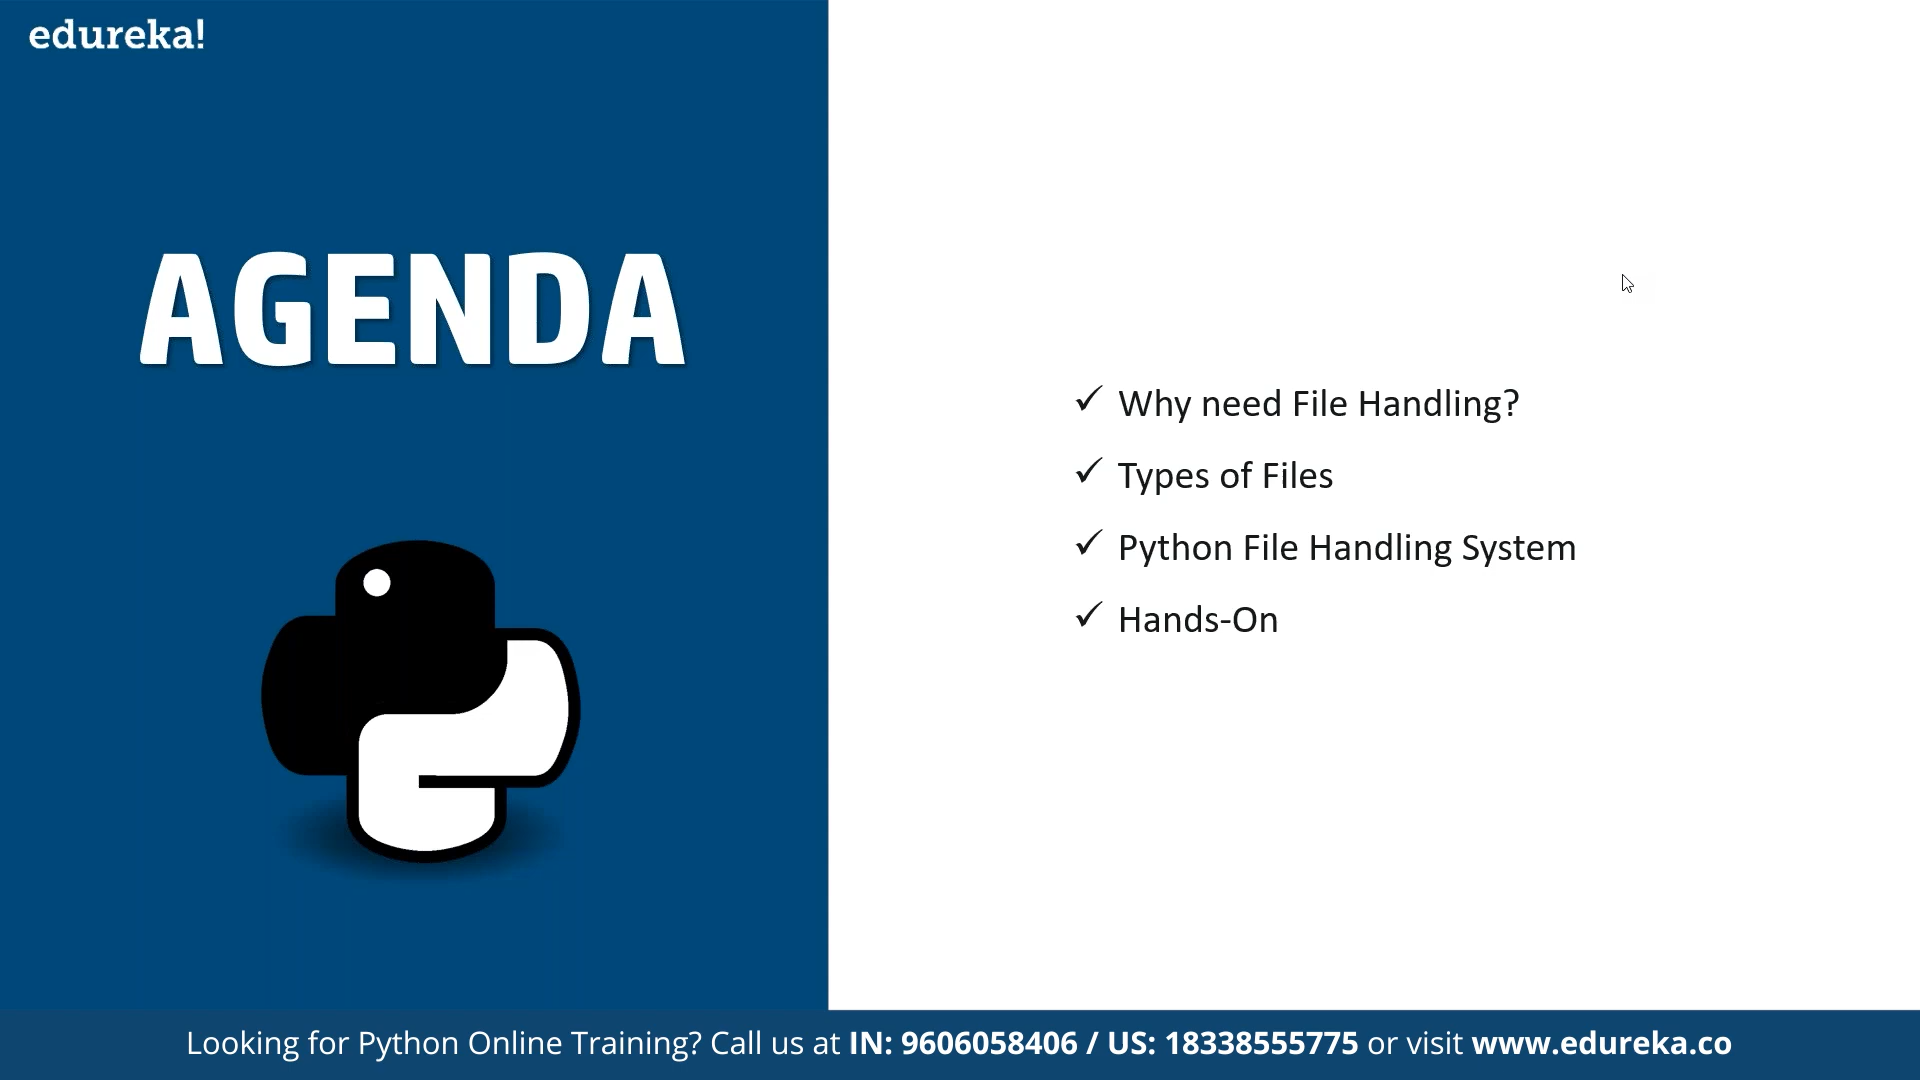 edureka!
AGENDA
✓ Why need File Handling?
✓ Types of Files
✓ Python File Handling System
✓ Hands-On
Looking for Python Online Training? Call us at IN: 9606058406 / US: 18338555775 or visit www.edureka.co